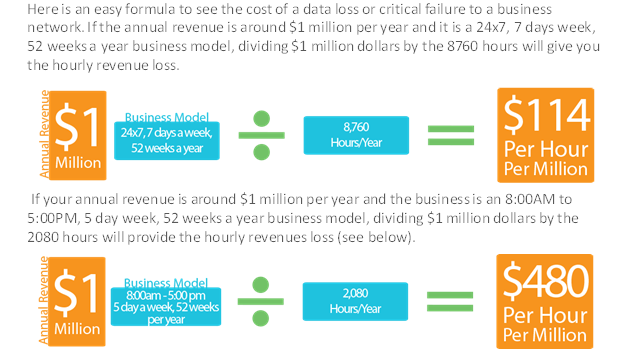 Here is an easy formula to see the cost of a data loss or critical failure to a business
network. If the annual revenue is around $1 million per year and it is a 24x7, 7 days week,
52 weeks a year business model, dividing $1 million dollars by the 8760 hours will give you
the hourly revenue loss.
Annual Revenue
$1
Million
Business Model
24x7, 7 days a week,
52 weeks a year
÷
8,760
Hours/Year
=
$114
Per Hour
Per Million
If your annual revenue is around $1 million per year and the business is an 8:00AM to
5:00PM, 5 day week, 52 weeks a year business model, dividing $1 million dollars by the
2080 hours will provide the hourly revenues loss (see below).
Annual Revenue
$1
Million
Business Model
8:00am - 5:00 pm
5 day a week, 52 weeks
per year
÷
2,080
Hours/Year
=
$480
Per Hour
Per Million